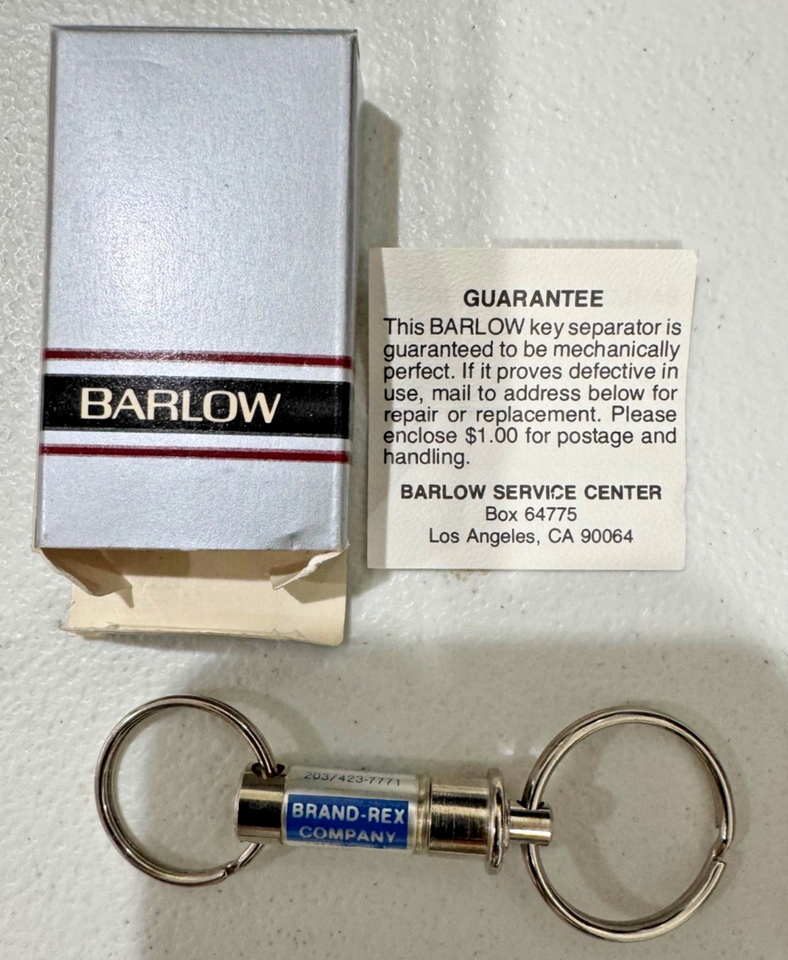 BARLOW
GUARANTEE
This BARLOW key separator is
guaranteed to be mechanically
perfect. If it proves defective in
use, mail to address below for
repair or replacement. Please
enclose $1.00 for postage and
handling.
BARLOW SERVICE CENTER
Box 64775
Los Angeles, CA 90064
203/423-7771
BRAND-REX
COMPANY